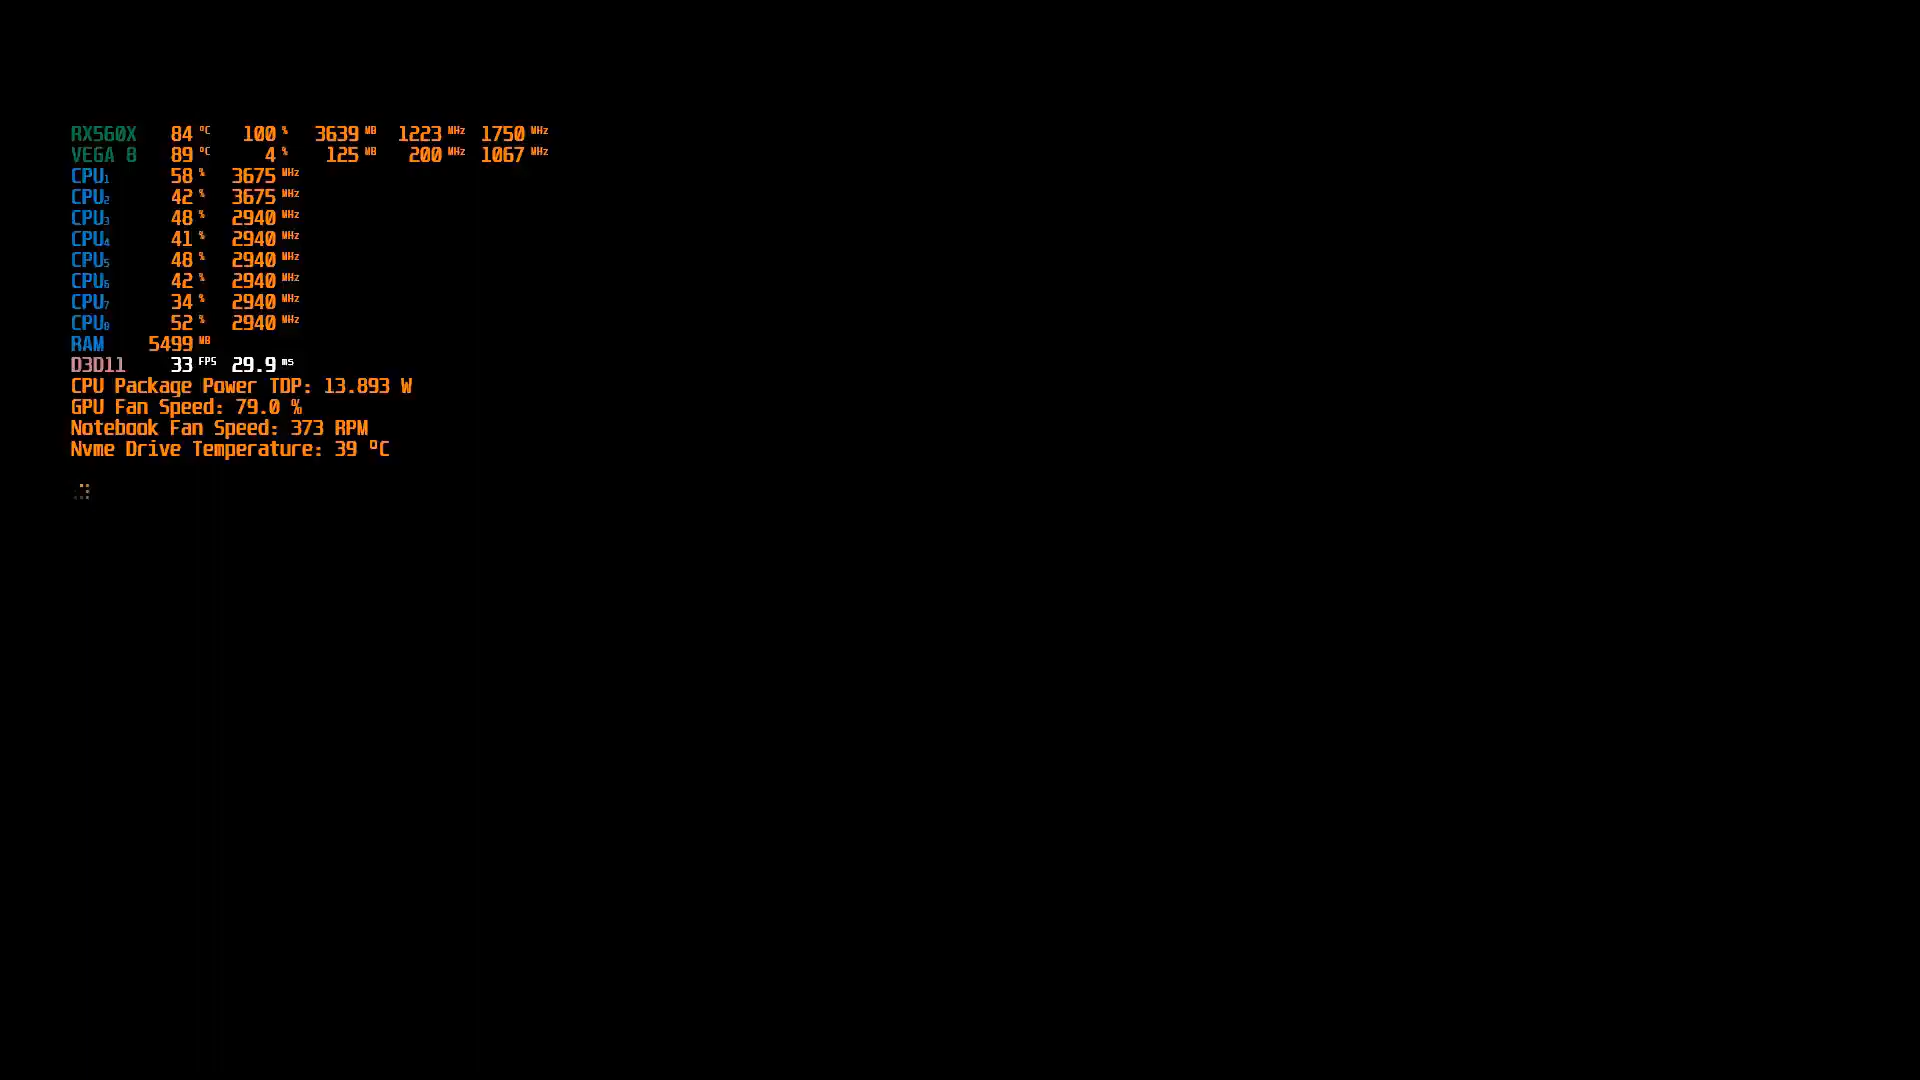 RX560X 84 °C 100 % 3639 MB 1223 MHz 1750 MHz
VEGA 8 89 °C 4 % 125 MB 200 MHz 1067 MHz
CPU1 58 % 3675 MHz
CPU2 42 % 3675 MHz
CPU3 48 % 2940 MHz
CPU4 41 % 2940 MHz
CPU5 48 % 2940 MHz
CPU6 42 % 2940 MHz
CPU7 34 % 2940 MHz
CPU8 52 % 2940 MHz
RAM 5499 MB
D3D11 33 FPS 29.9 ms
CPU Package Power TDP: 13.893 W
GPU Fan Speed: 79.0 %
Notebook Fan Speed: 373 RPM
Nvme Drive Temperature: 39 °C